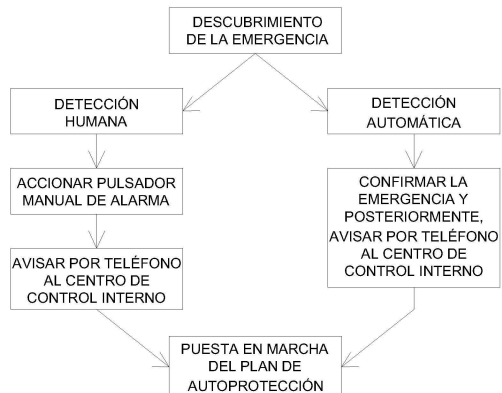 DESCUBRIMIENTO
DE LA EMERGENCIA
DETECCIÓN
HUMANA
DETECCIÓN
AUTOMÁTICA
ACCIONAR PULSADOR
MANUAL DE ALARMA
CONFIRMAR LA
EMERGENCIA Y
POSTERIORMENTE,
AVISAR POR TELÉFONO
AL CENTRO DE
CONTROL INTERNO
AVISAR POR TELÉFONO
AL CENTRO DE
CONTROL INTERNO
PUESTA EN MARCHA
DEL PLAN DE
AUTOPROTECCIÓN